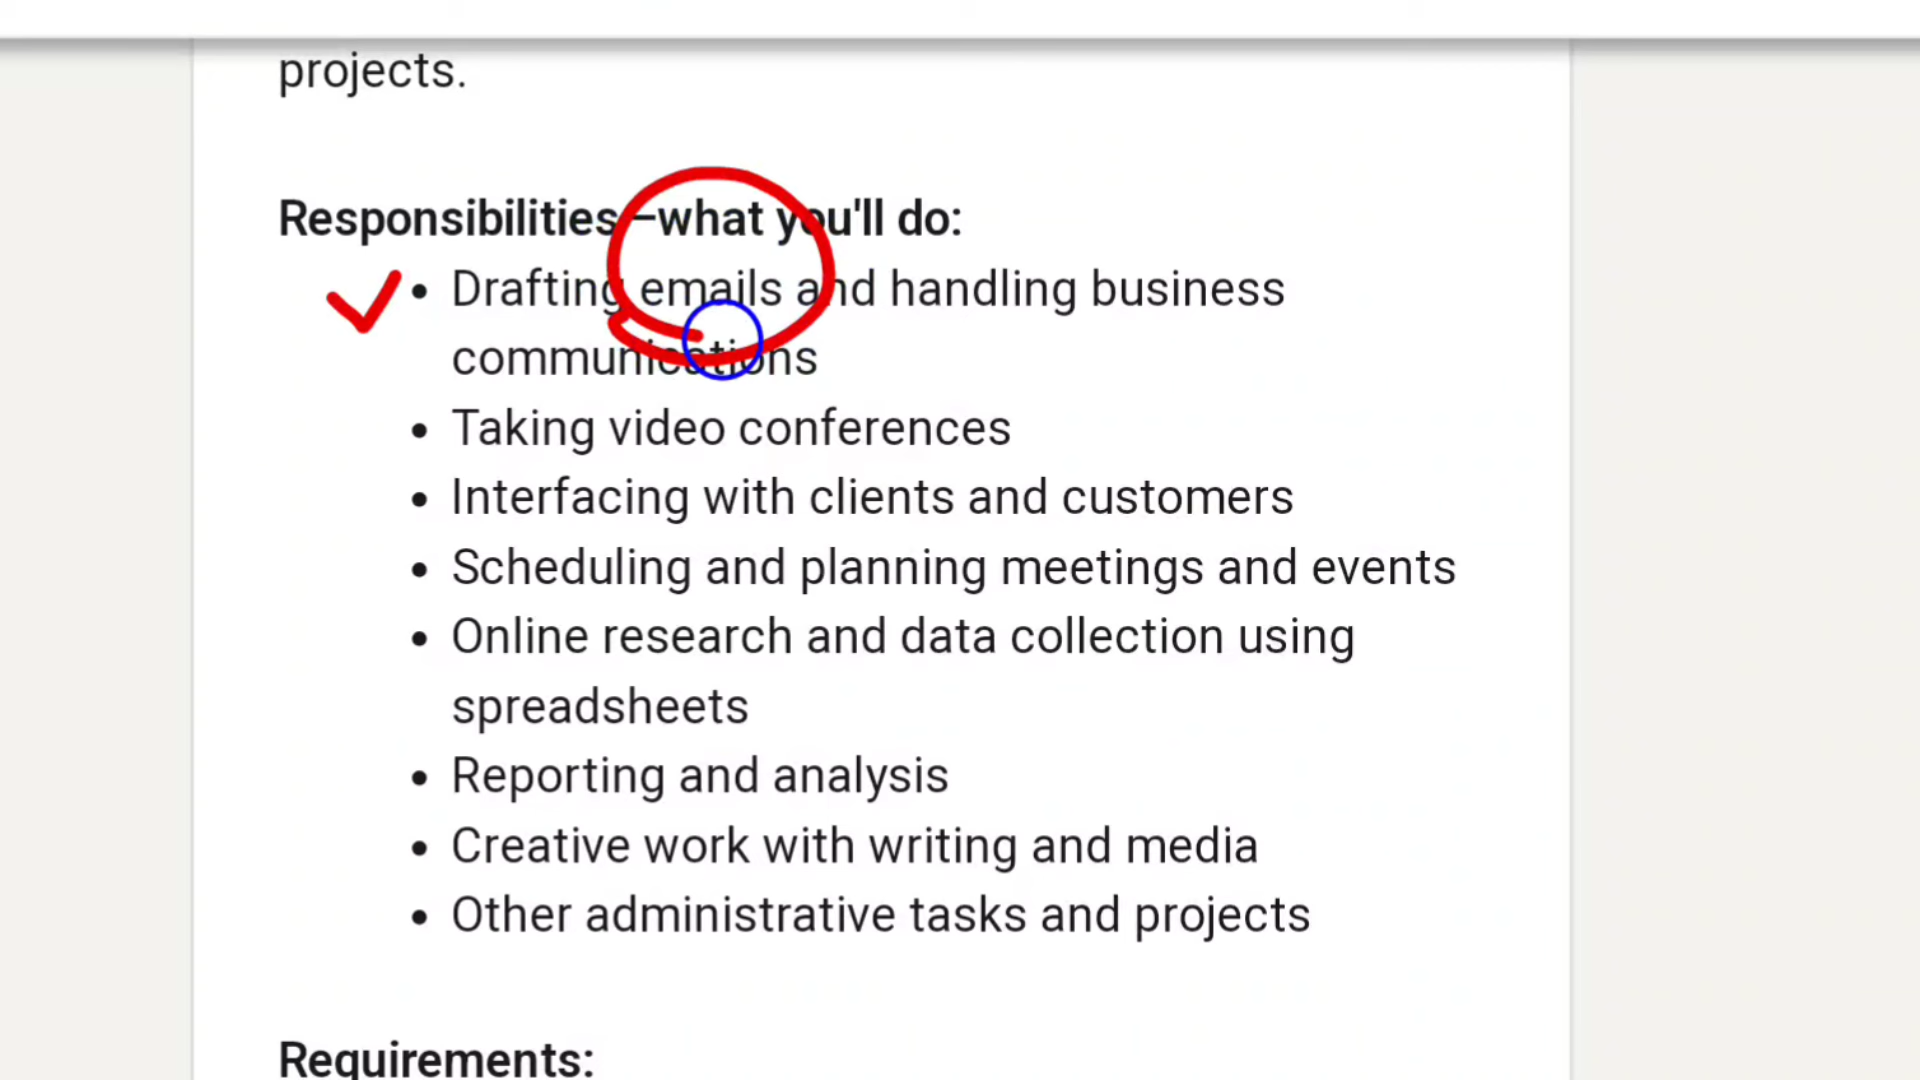 projects.
Responsibilities—what you'll do:
• Drafting emails and handling business
communications
• Taking video conferences
• Interfacing with clients and customers
• Scheduling and planning meetings and events
• Online research and data collection using
spreadsheets
• Reporting and analysis
• Creative work with writing and media
• Other administrative tasks and projects
Requirements: